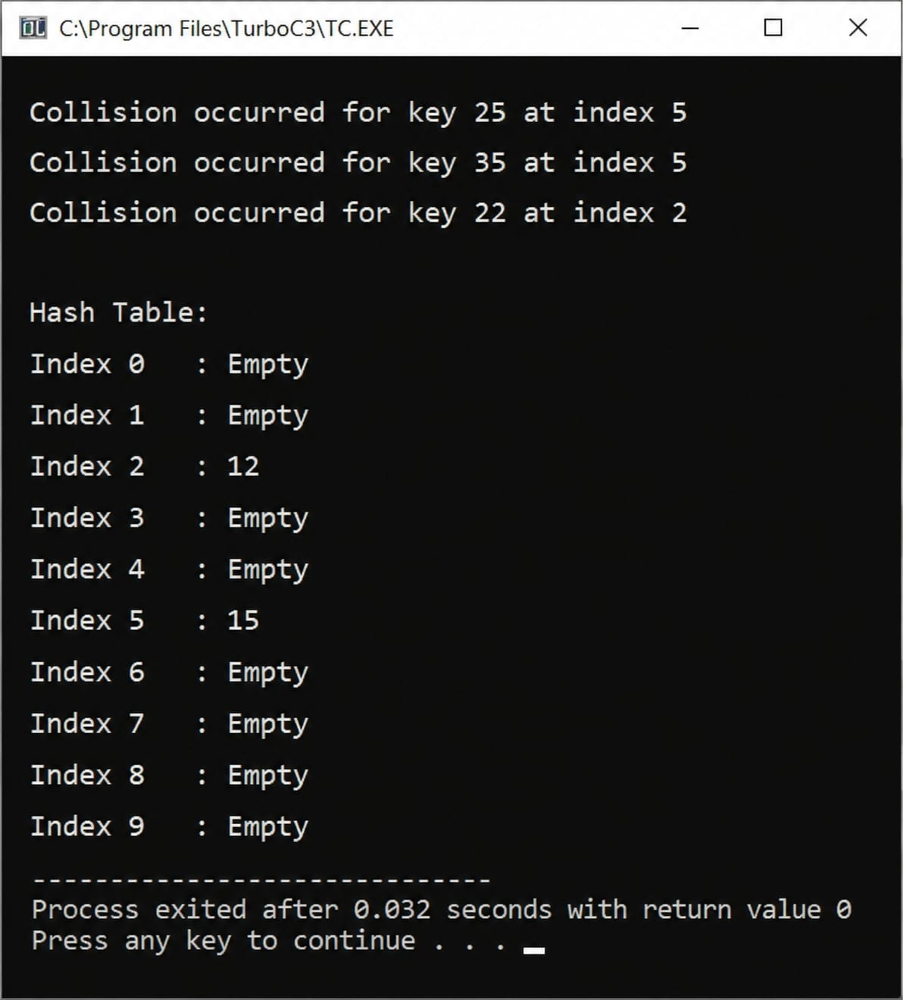 C:\Program Files\TurboC3\TC.EXE
Collision occurred for key 25 at index 5
Collision occurred for key 35 at index 5
Collision occurred for key 22 at index 2
Hash Table:
Index 0   : Empty
Index 1   : Empty
Index 2   : 12
Index 3   : Empty
Index 4   : Empty
Index 5   : 15
Index 6   : Empty
Index 7   : Empty
Index 8   : Empty
Index 9   : Empty
------------------------------
Process exited after 0.032 seconds with return value 0
Press any key to continue . . .